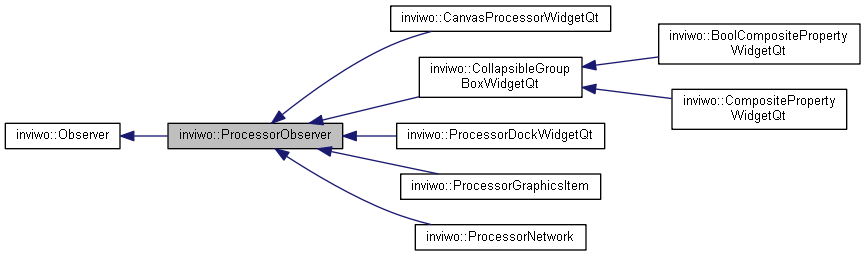 inviwo::CanvasProcessorWidgetQt
inviwo::BoolCompositeProperty
WidgetQt
inviwo::CollapsibleGroup
BoxWidgetQt
inviwo::CompositeProperty
WidgetQt
inviwo::Observer
inviwo::ProcessorObserver
inviwo::ProcessorDockWidgetQt
inviwo::ProcessorGraphicsItem
inviwo::ProcessorNetwork